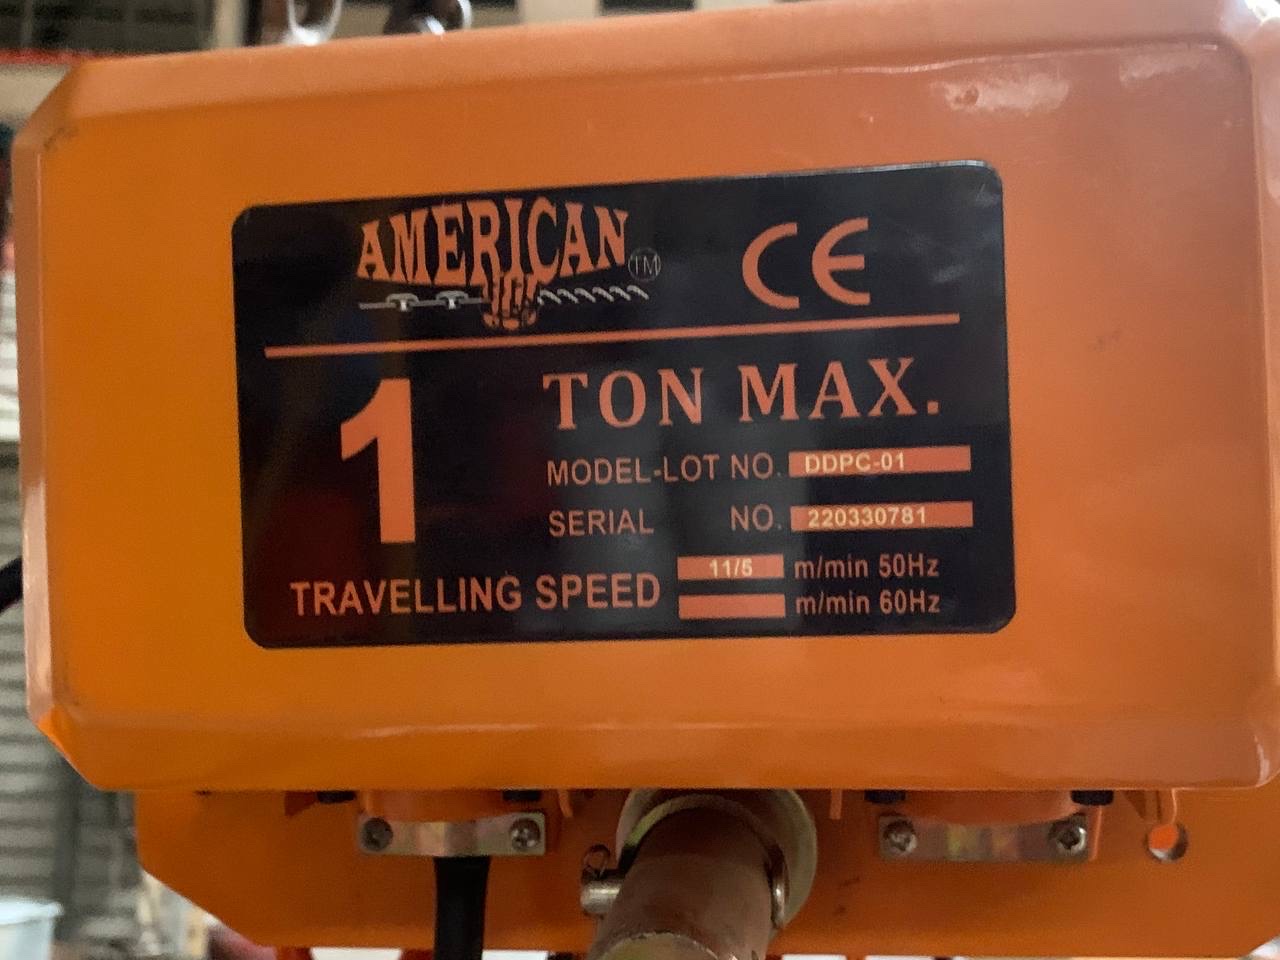 AMERICAN
TM
CE
1 TON MAX.
MODEL-LOT NO. DDPC-01
SERIAL NO. 220330781
TRAVELLING SPEED 11/5 m/min 50Hz
m/min 60Hz